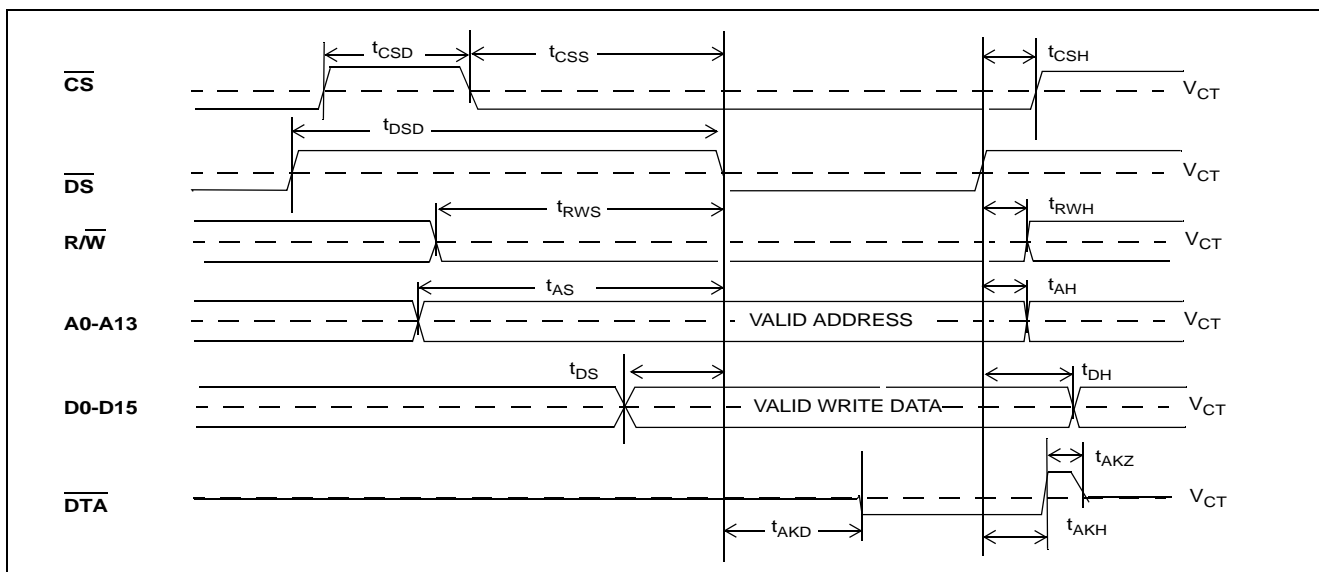 tCSD tCSS tCSH
CS VCT
tDSD
DS VCT
tRWS tRWH
R/W VCT
tAS tAH
A0-A13 VALID ADDRESS VCT
tDS tDH
D0-D15 VALID WRITE DATA VCT
tAKZ
DTA VCT
tAKD tAKH